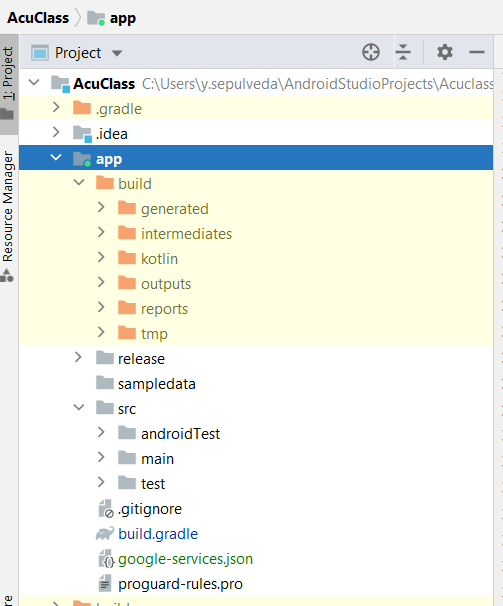 AcuClass app
Project
AcuClass C:\Users\y.sepulveda\AndroidStudioProjects\Acuclass
.gradle
.idea
app
build
generated
intermediates
kotlin
outputs
reports
tmp
release
sampledata
src
androidTest
main
test
.gitignore
build.gradle
google-services.json
proguard-rules.pro
1: Project
Resource Manager